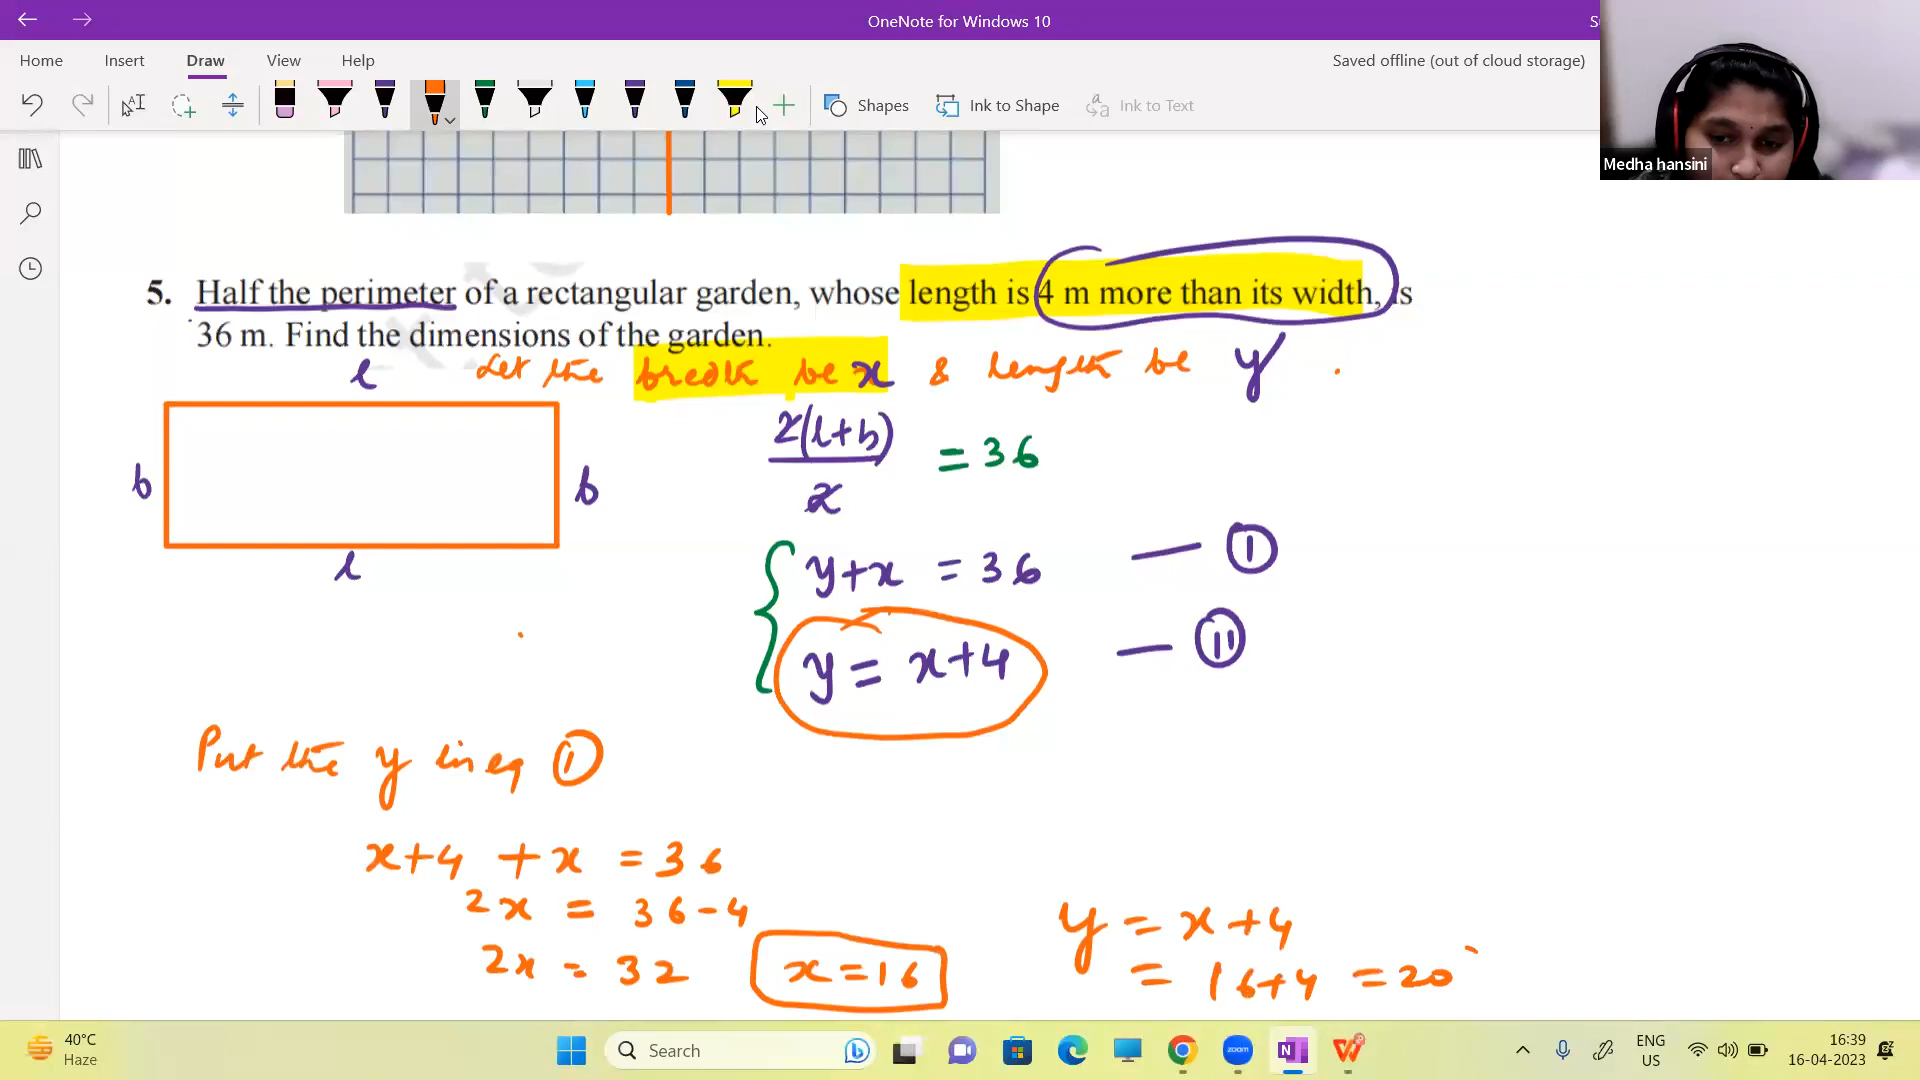 OneNote for Windows 10
Home Insert Draw View Help
Saved offline (out of cloud storage)
Shapes Ink to Shape Ink to Text
Medha hansini
5. Half the perimeter of a rectangular garden, whose length is 4 m more than its width, is
36 m. Find the dimensions of the garden.
l
Let the bredth be x & length be y .
2(l+b)
= 36
2
b
b
l
y+x = 36 — I
y = x+4 — II
Put the y in eq I
x+4 + x = 36
2x = 36-4
2x = 32
x=16
y = x+4
= 16+4 = 20
40°C
Haze
Search
zoom
ENG
US
16:39
16-04-2023